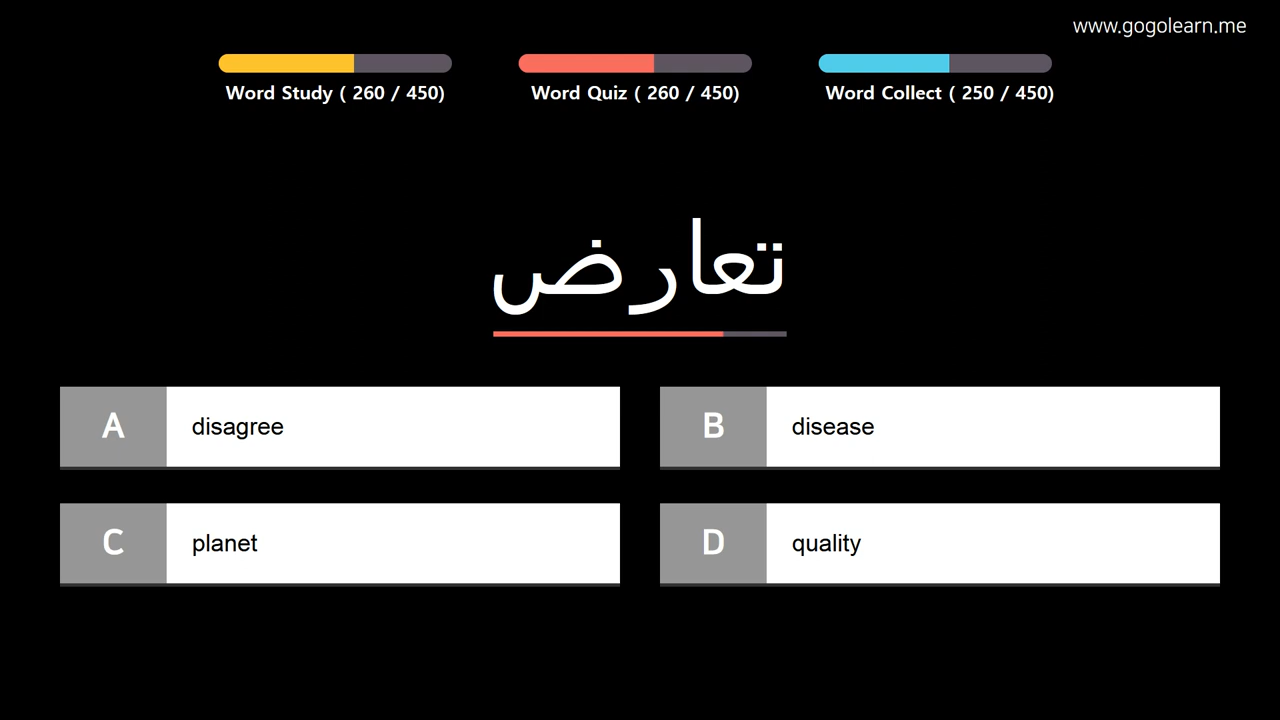 www.gogolearn.me
Word Study ( 260 / 450)
Word Quiz ( 260 / 450)
Word Collect ( 250 / 450)
تعارض
A disagree
B disease
C planet
D quality